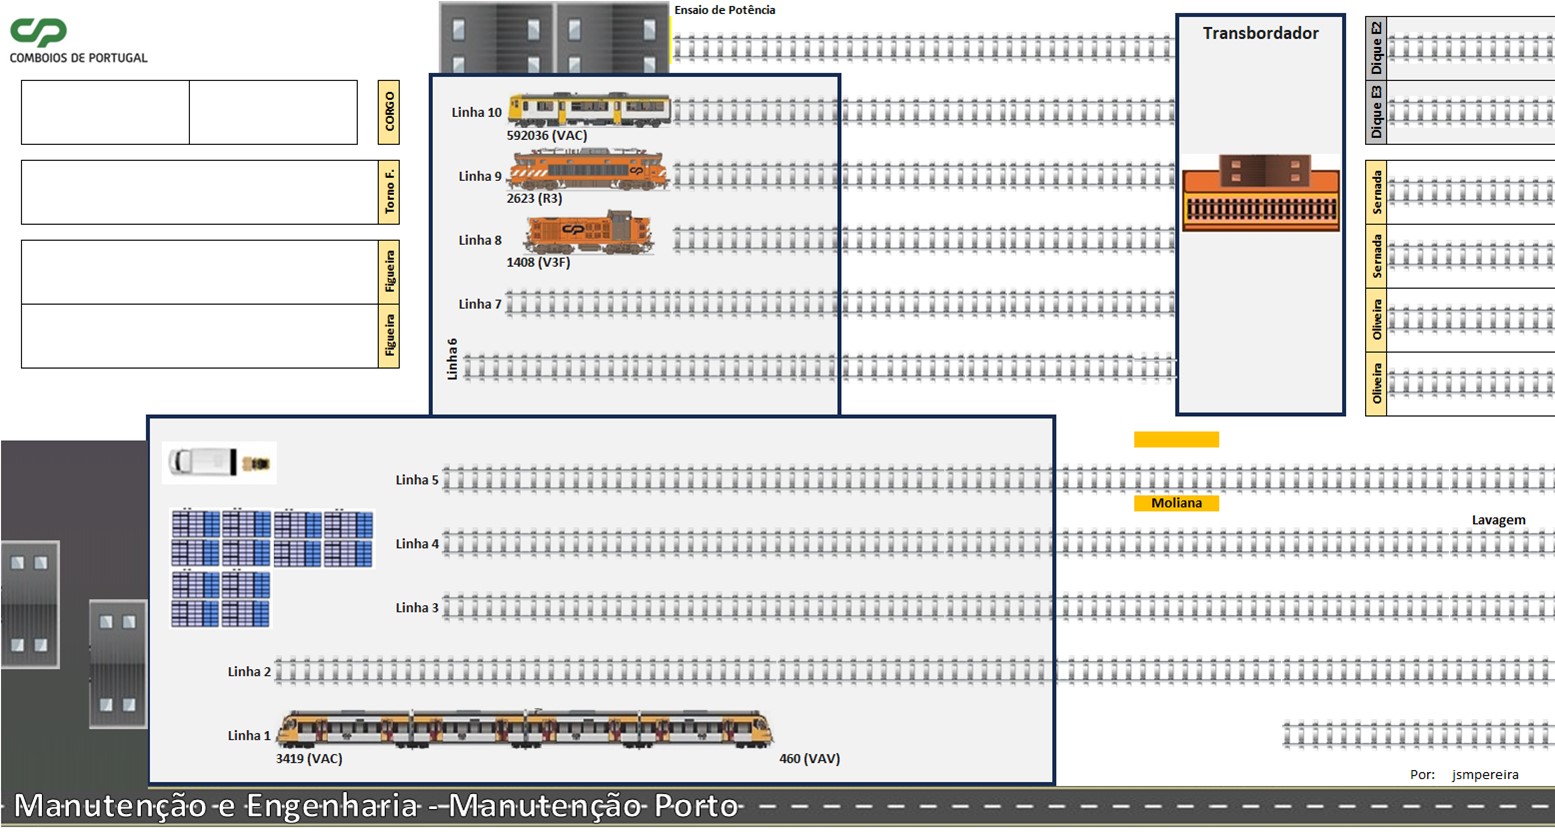 COMBOIOS DE PORTUGAL
CORGO
Torno F.
Figueira
Figueira
Ensaio de Potência
Linha 10
592036 (VAC)
Linha 9
CP
2623 (R3)
Linha 8
CP
1408 (V3F)
Linha 7
Linha 6
Transbordador
Dique E2
Dique E3
Sernada
Sernada
Oliveira
Oliveira
Linha 5
Moliana
Lavagem
Linha 4
Linha 3
Linha 2
Linha 1
3419 (VAC)
460 (VAV)
Por: jsmpereira
Manutenção e Engenharia - Manutenção Porto